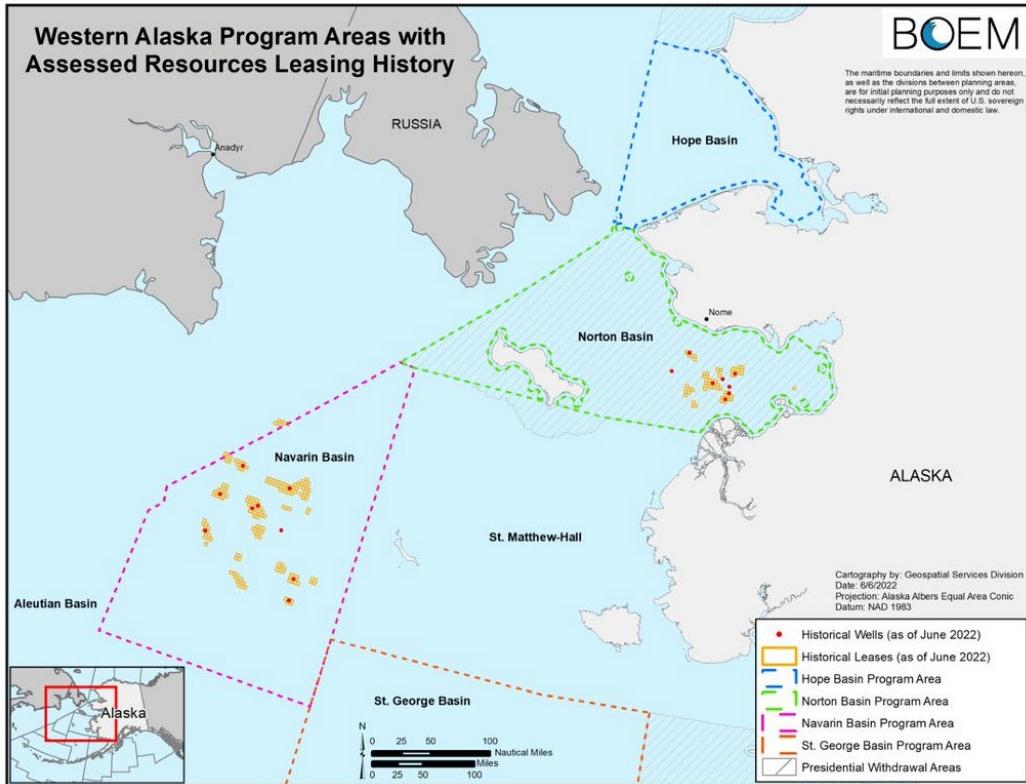 Western Alaska Program Areas with
Assessed Resources Leasing History
BOEM
The maritime boundaries and limits shown hereon,
as well as the divisions between planning areas,
are for initial planning purposes only and do not
necessarily reflect the full extent of U.S. sovereign
rights under international and domestic law.
RUSSIA
Anadyr
Hope Basin
Nome
Norton Basin
Navarin Basin
ALASKA
St. Matthew-Hall
Aleutian Basin
Cartography by: Geospatial Services Division
Date: 6/6/2022
Projection: Alaska Albers Equal Area Conic
Datum: NAD 1983
Historical Wells (as of June 2022)
Historical Leases (as of June 2022)
Hope Basin Program Area
Norton Basin Program Area
Navarin Basin Program Area
St. George Basin Program Area
Presidential Withdrawal Areas
St. George Basin
Alaska
N
0 25 50 100
Nautical Miles
Miles
0 25 50 100